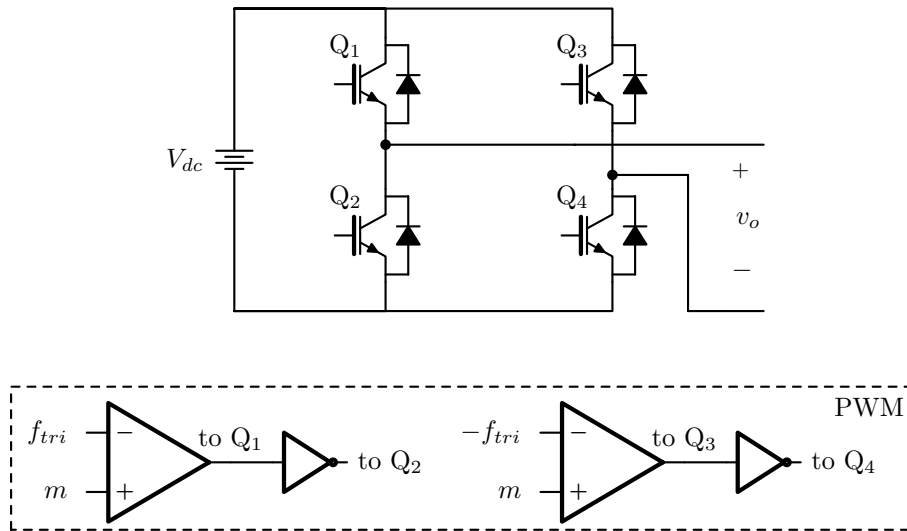 Q1
Q3
Vdc
+
Q2
Q4
vo
−
PWM
ftri
−
to Q1
−ftri
−
to Q3
to Q2
to Q4
m
+
m
+